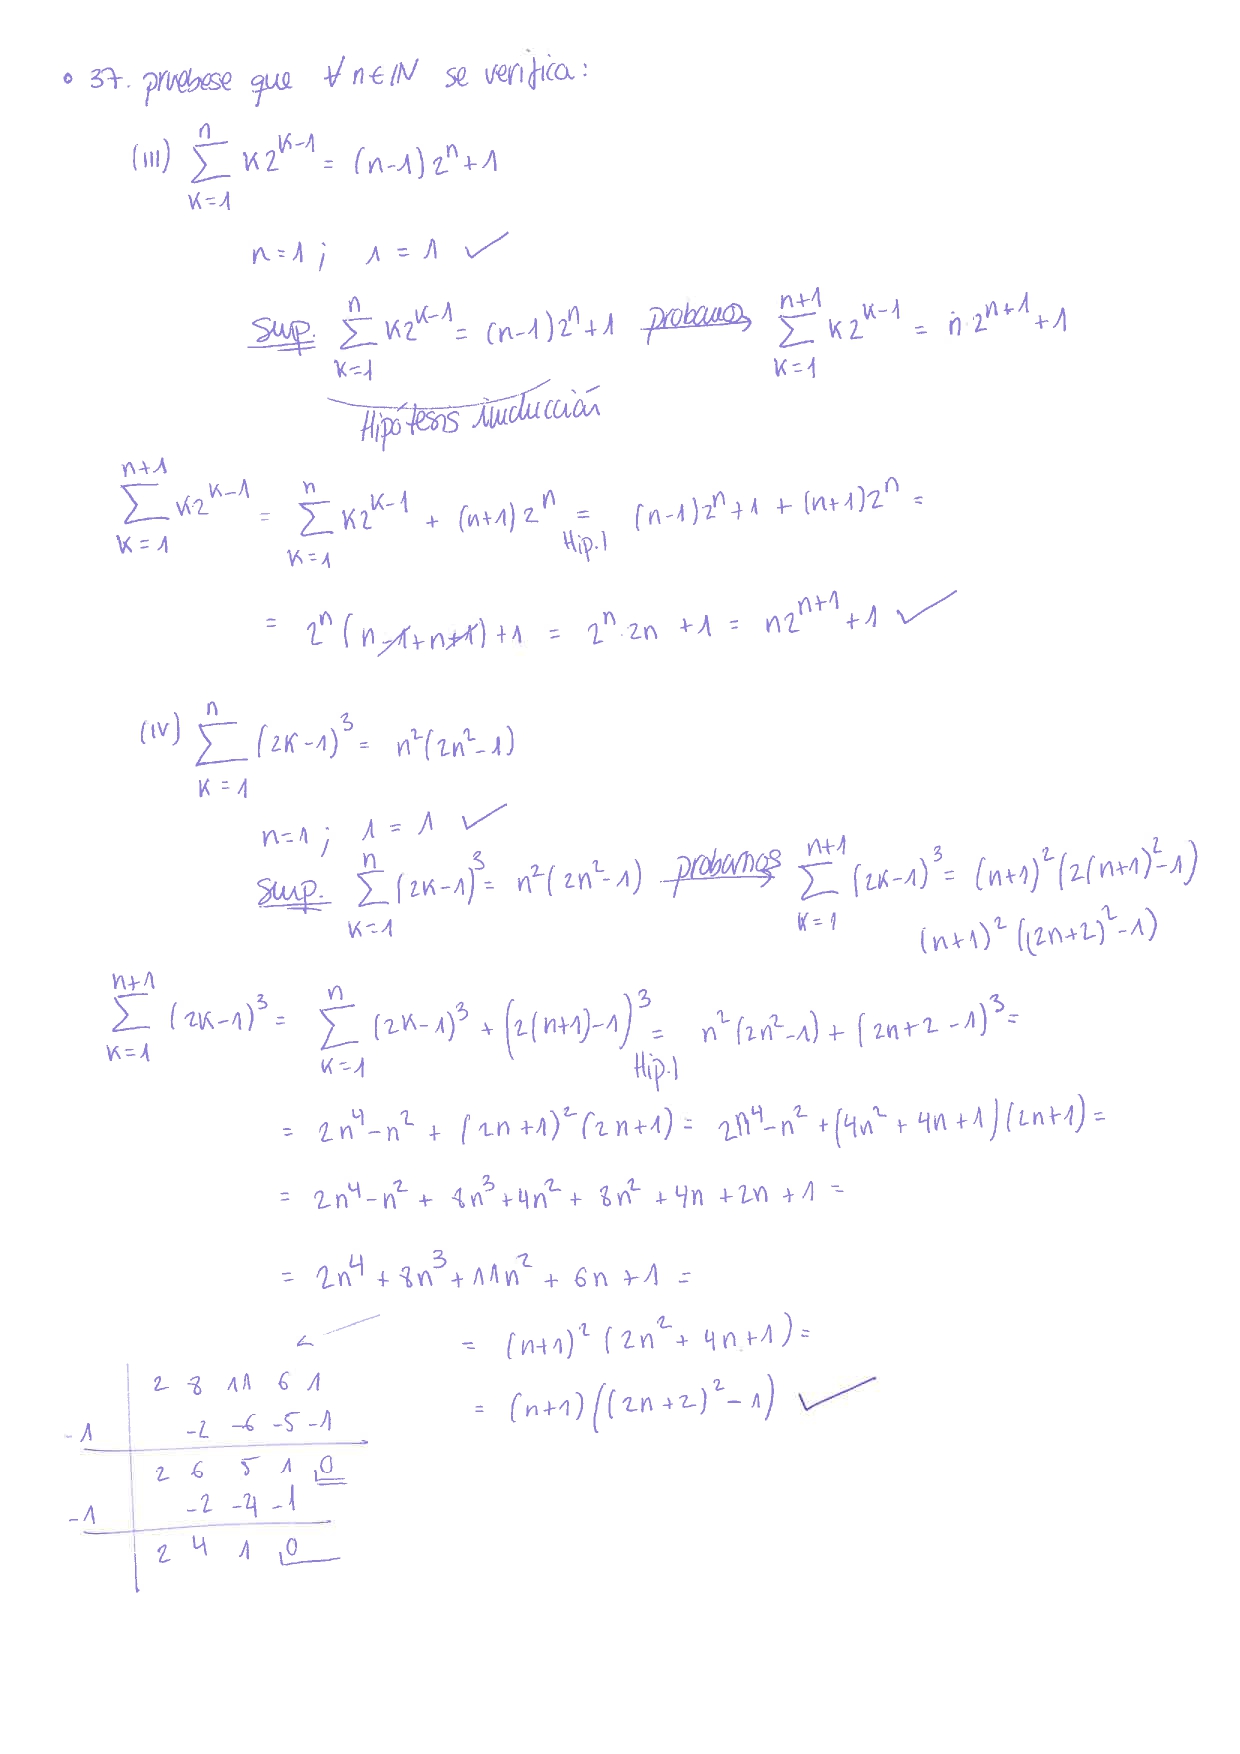 • 37. pruebese que ∀ n ∈ ℕ se verifica:
(III) \sum_{K=1}^{n} K2^{K-1} = (n-1)2^n + 1
n=1 ; 1 = 1 ✓
Sup. \sum_{K=1}^{n} K2^{K-1} = (n-1)2^n + 1 probamos \sum_{K=1}^{n+1} K2^{K-1} = n·2^{n+1} + 1
Hipótesis inducción
\sum_{K=1}^{n+1} K·2^{K-1} = \sum_{K=1}^{n} K2^{K-1} + (n+1)2^n = (n-1)2^n + 1 + (n+1)2^n =
Hip.I
= 2^n(n-1+n+1)+1 = 2^n·2n + 1 = n2^{n+1} + 1 ✓
(IV) \sum_{K=1}^{n} (2K-1)^3 = n^2(2n^2-1)
n=1 ; 1 = 1 ✓
Sup. \sum_{K=1}^{n} (2K-1)^3 = n^2(2n^2-1) probamos \sum_{K=1}^{n+1} (2K-1)^3 = (n+1)^2(2(n+1)^2-1)
(n+1)^2((2n+2)^2-1)
\sum_{K=1}^{n+1} (2K-1)^3 = \sum_{K=1}^{n} (2K-1)^3 + (2(n+1)-1)^3 = n^2(2n^2-1) + (2n+2-1)^3 =
Hip.I
= 2n^4 - n^2 + (2n+1)^2(2n+1) = 2n^4 - n^2 + (4n^2 + 4n + 1)(2n+1) =
= 2n^4 - n^2 + 8n^3 + 4n^2 + 8n^2 + 4n + 2n + 1 =
= 2n^4 + 8n^3 + 11n^2 + 6n + 1 =
= (n+1)^2(2n^2 + 4n + 1) =
= (n+1)((2n+2)^2 - 1) ✓
2 8 11 6 1
-1 -2 -6 -5 -1
2 6 5 1 0
-1 -2 -4 -1
2 4 1 0